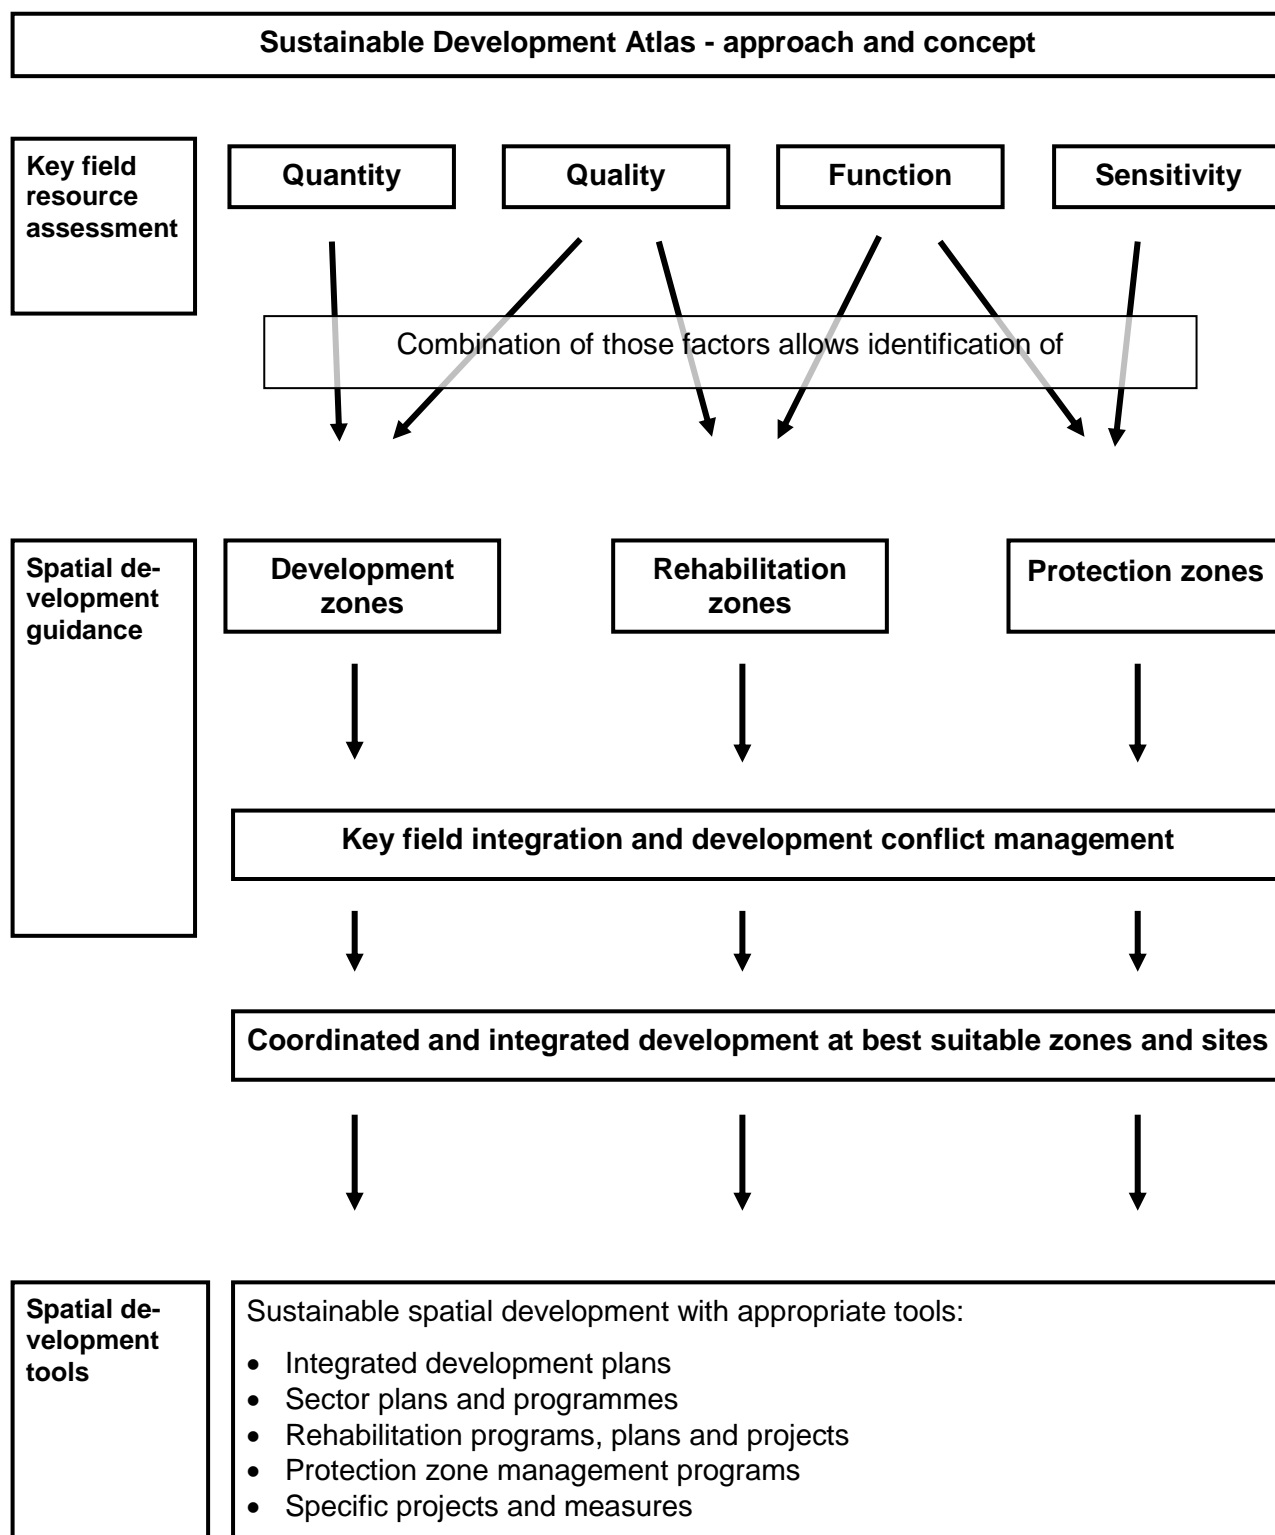 Sustainable Development Atlas - approach and concept
Key field
resource
assessment
Quantity
Quality
Function
Sensitivity
Combination of those factors allows identification of
Spatial de-
velopment
guidance
Development
zones
Rehabilitation
zones
Protection zones
Key field integration and development conflict management
Coordinated and integrated development at best suitable zones and sites
Spatial de-
velopment
tools
Sustainable spatial development with appropriate tools:
• Integrated development plans
• Sector plans and programmes
• Rehabilitation programs, plans and projects
• Protection zone management programs
• Specific projects and measures